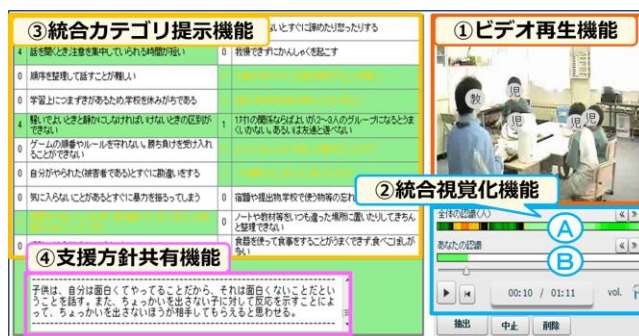 ③統合カテゴリ提示機能
ないとすぐに諦めたり怒ったりする
4 話を聞くとき注意を集中していられる時間が短い
0 我慢できずにかんしゃくを起こす
0 順序を整理して話すことが難しい
0
0 学習上につまずきがあるため,学校を休みがちである
0
4 騒いでよいときと静かにしなければいけないときの区別ができない
1 1対1の関係ならばよいが2~3人のグループになるとうまくいかない,あるいは友達と遊べない
0 ゲームの順番やルールを守れない。勝ち負けを受け入れることができない
0
0 自分がやられた(被害者である)とすぐに勘違いをする
0
0 気に入らないことがあるとすぐに暴力を振るってしまう
0 宿題や提出物,学校で使う物等の忘れ
0 ノートや教材等をいつも違った場所に置いたりしてきちんと整理できない
食器を使って食事をすることがうまくできず,食べこぼしが多い
④支援方針共有機能
子供は、自分は面白くてやってることだから、それは面白くないことだということを話す。また、ちょっかいを出さない子に対して反応を示すことによって、ちょっかいを出さないほうが相手してもらえると思わせる。
①ビデオ再生機能
教
児
児
児
②統合視覚化機能
全体の認識(人)
A
あなたの認識
B
00:10 / 01:11
vol.
抽出
中止
削除